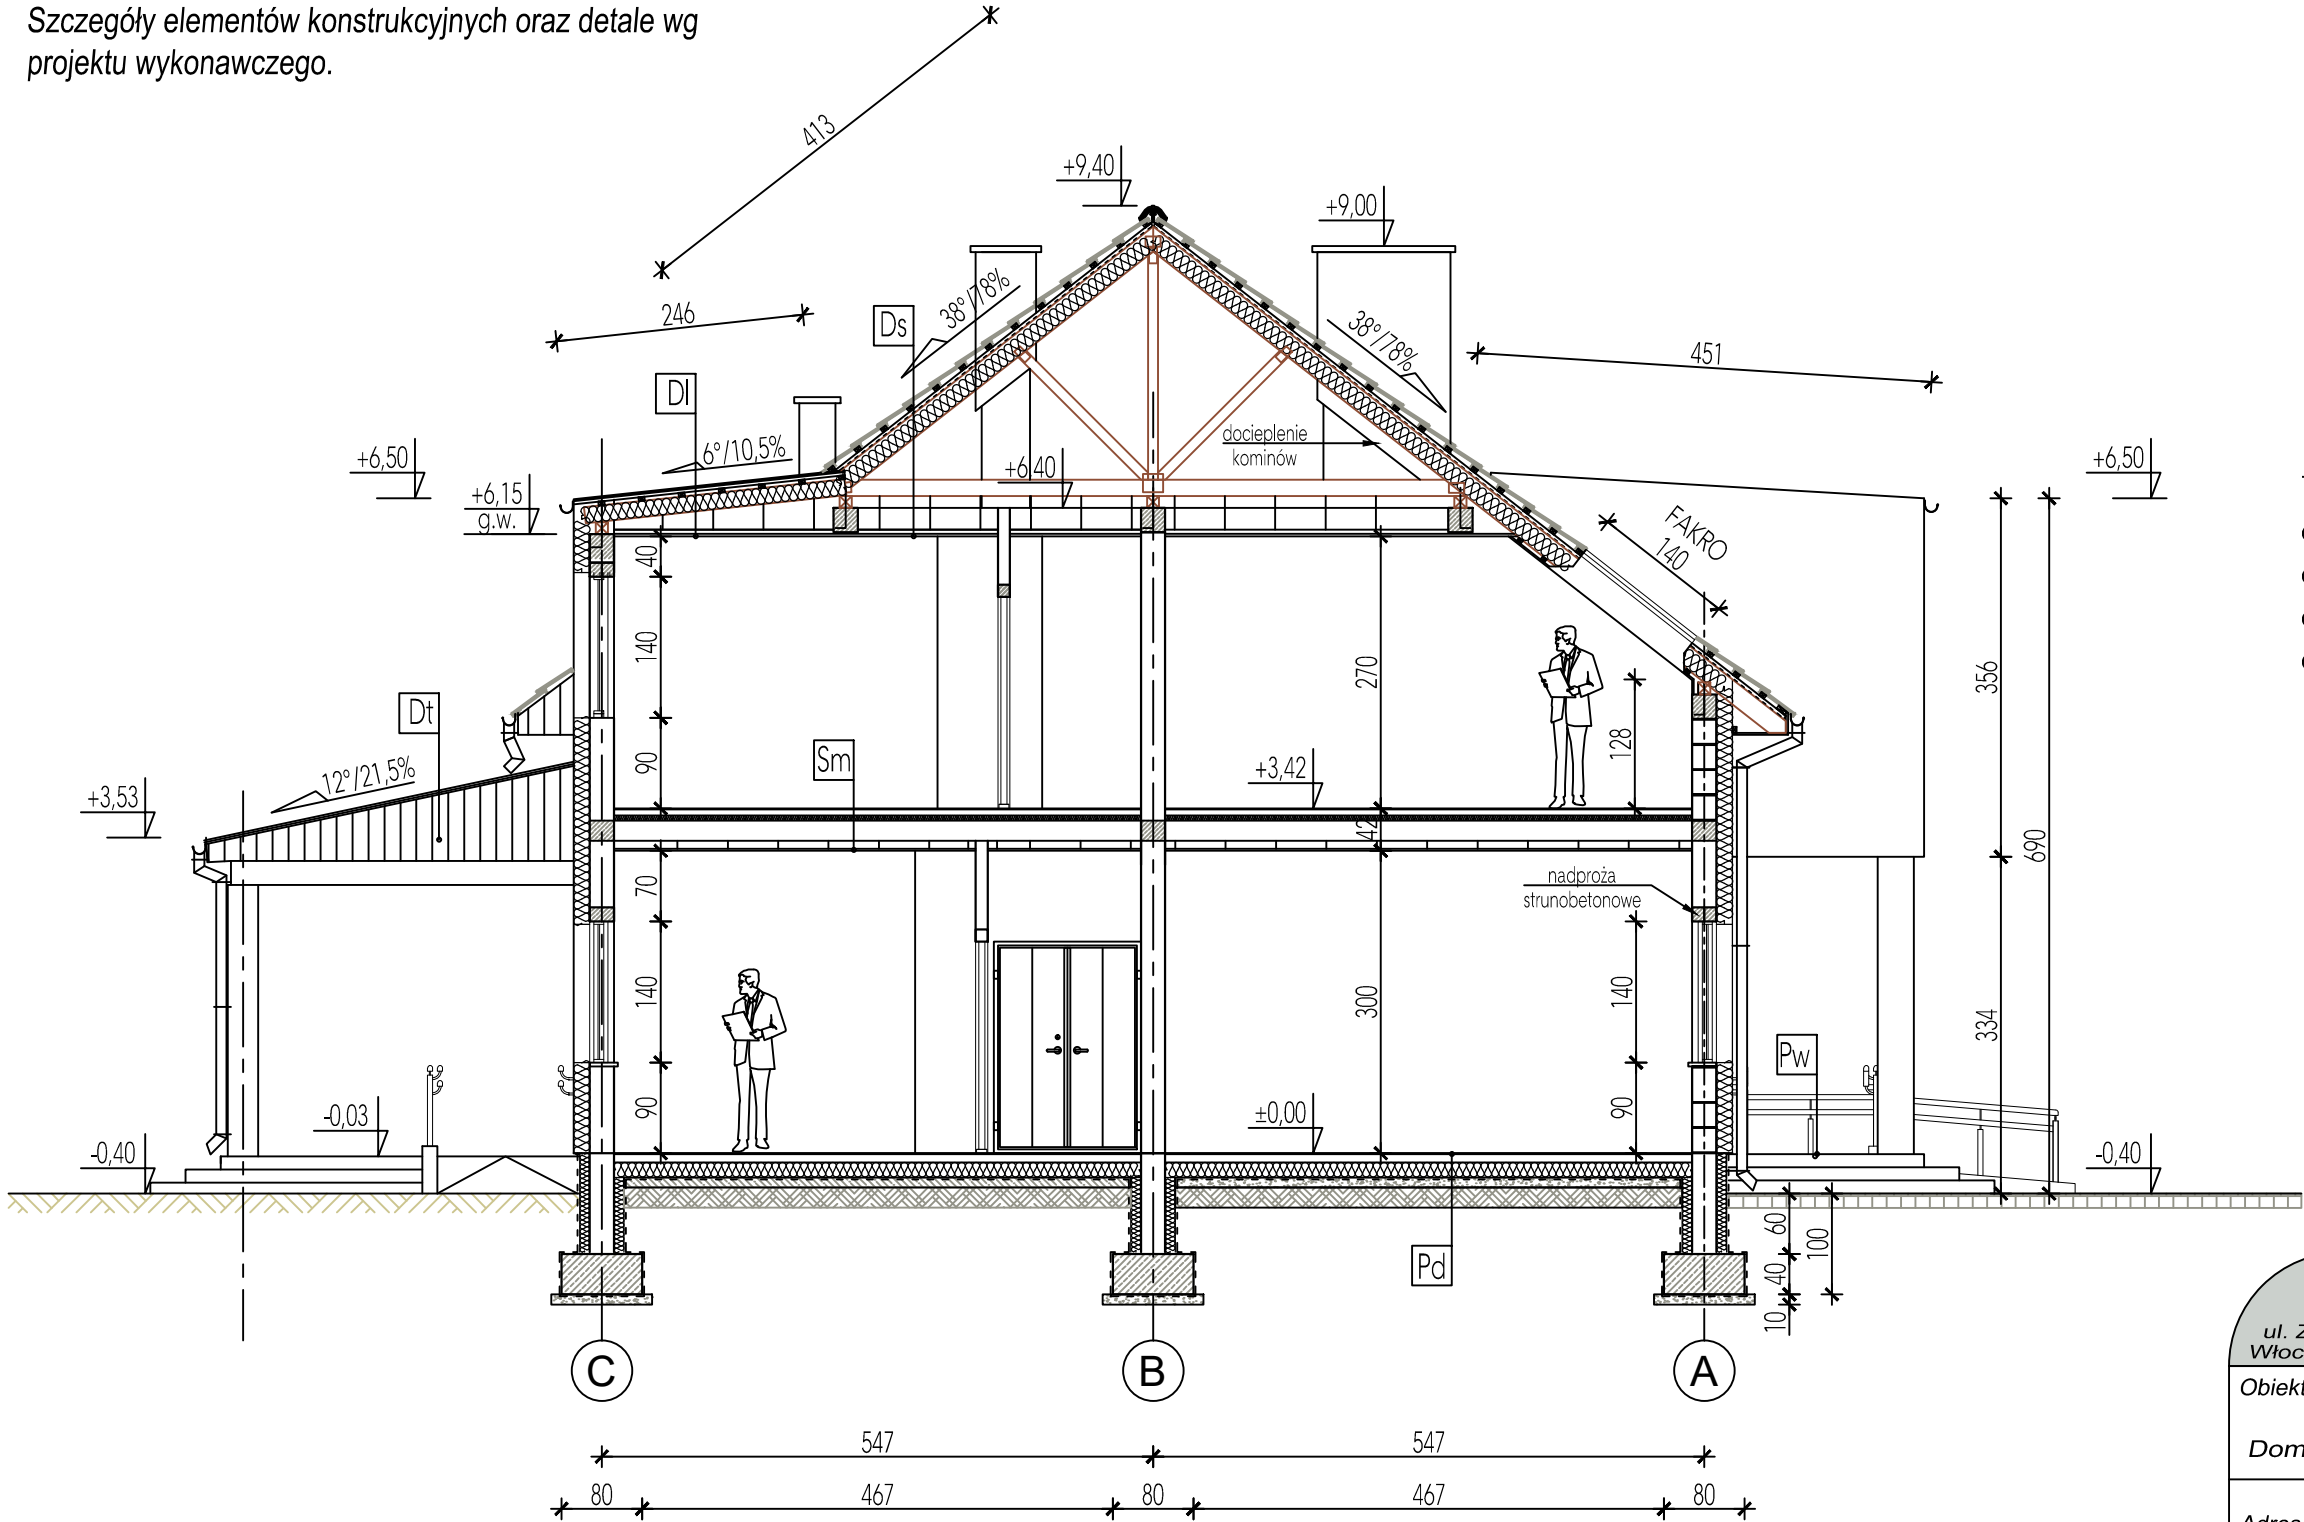 Szczegóły elementów konstrukcyjnych oraz detale wg
projektu wykonawczego.
413
+9,40
+9,00
246
Ds
38°/78%
38°/78%
451
Dl
6°/10,5%
docieplenie
kominów
+6,50
+6,15
g.w.
+6,40
+6,50
FAKRO
140
40
140
90
270
128
356
690
Dt
12°/21,5%
Sm
+3,42
+3,53
42
70
nadproża
strunobetonowe
140
300
140
334
Pw
90
90
-0,03
±0,00
-0,40
-0,40
60
100
40
10
Pd
C
B
A
547
547
80
467
80
467
80
ul.
Obiekt
Dom